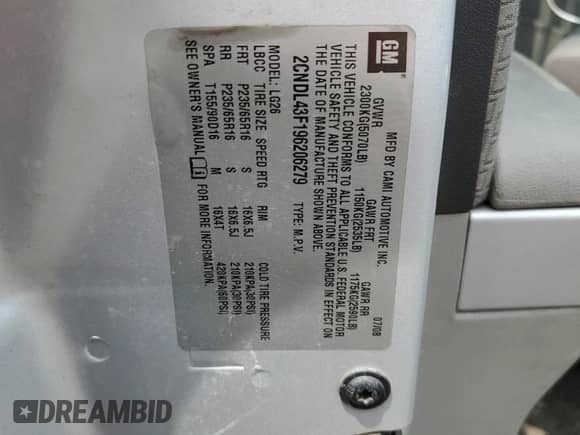 GM ®
MFD BY CAMI AUTOMOTIVE INC. 07/08
GVWR GAWR FRT GAWR RR
2300KG(5070LB) 1150KG(2535LB) 1175KG(2590LB)
THIS VEHICLE CONFORMS TO ALL APPLICABLE U.S. FEDERAL MOTOR
VEHICLE SAFETY AND THEFT PREVENTION STANDARDS IN EFFECT ON
THE DATE OF MANUFACTURE SHOWN ABOVE.
2CNDL43F196206279 TYPE: M.P.V.
MODEL: LG26
LBCC TIRE SIZE SPEED RTG RIM COLD TIRE PRESSURE
FRT P235/65R16 S 16X6.5J 210KPA(30PSI)
RR P235/65R16 S 16X6.5J 210KPA(30PSI)
SPA T155/90D16 M 16X4T 420KPA(60PSI)
SEE OWNER'S MANUAL FOR MORE INFORMATION.
DREAMBID